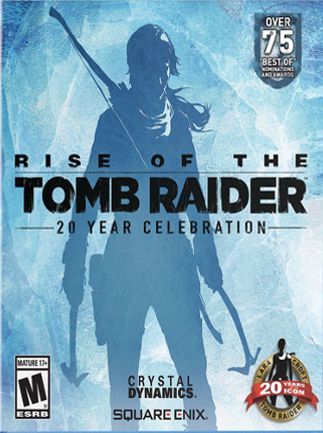 OVER
75
BEST OF
NOMINATIONS
AND AWARDS
RISE OF THE
TOMB RAIDER
20 YEAR CELEBRATION
MATURE 17+
M
ESRB
CRYSTAL
DYNAMICS
SQUARE ENIX
LARA CROFT
20 YEARS
ICON
TOMB RAIDER